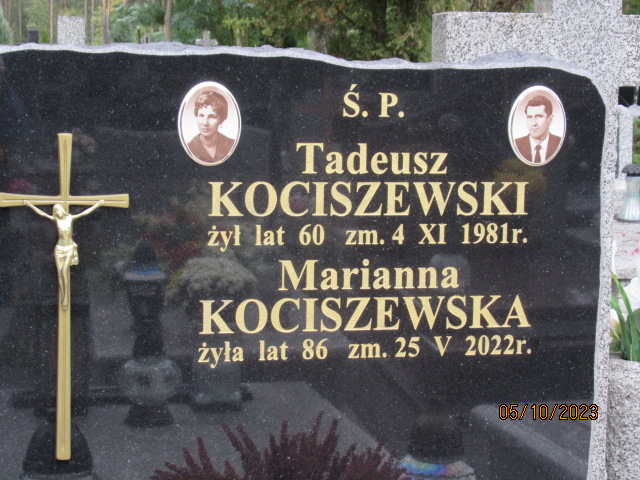 Ś. P.
Tadeusz
KOCISZEWSKI
żył lat 60 zm. 4 XI 1981r.
Marianna
KOCISZEWSKA
żyła lat 86 zm. 25 V 2022r.
05/10/2023